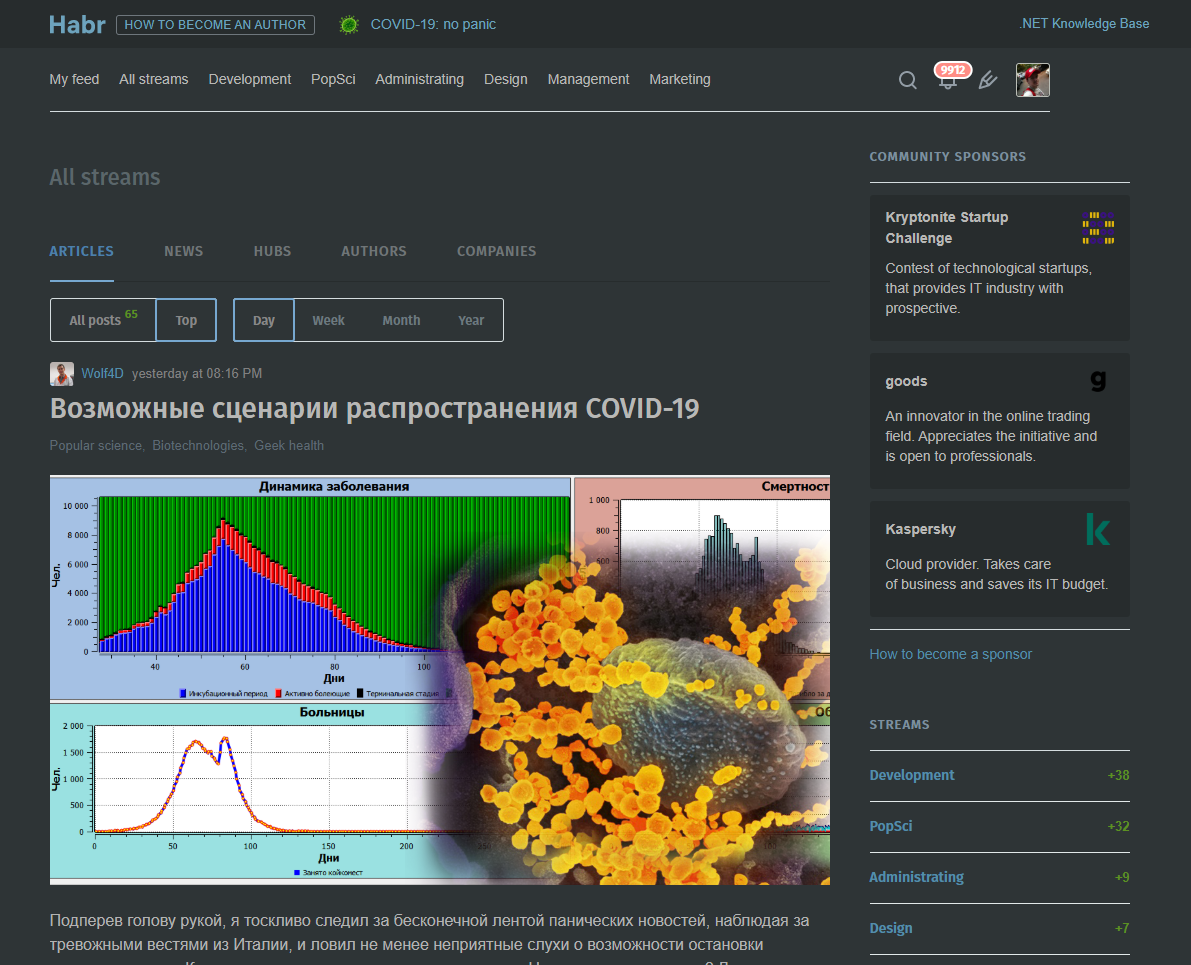 Habr
HOW TO BECOME AN AUTHOR
COVID-19: no panic
.NET Knowledge Base
My feed
All streams
Development
PopSci
Administrating
Design
Management
Marketing
9912
All streams
ARTICLES
NEWS
HUBS
AUTHORS
COMPANIES
All posts 65
Top
Day
Week
Month
Year
Wolf4D yesterday at 08:16 PM
Возможные сценарии распространения COVID-19
Popular science, Biotechnologies, Geek health
Динамика заболевания
10 000
8 000
6 000
4 000
2 000
0
Чел.
40
60
80
100
Дни
Инкубационный период
Активно болеющие
Терминальная стадия
Смертност
1 000
800
600
Больницы
2 000
1 500
1 000
500
0
Чел.
0
50
100
150
200
Дни
Занято койкомест
Об
Подперев голову рукой, я тоскливо следил за бесконечной лентой панических новостей, наблюдая за
тревожными вестями из Италии, и ловил не менее неприятные слухи о возможности остановки
COMMUNITY SPONSORS
Kryptonite Startup
Challenge
Contest of technological startups,
that provides IT industry with
prospective.
goods
g
An innovator in the online trading
field. Appreciates the initiative and
is open to professionals.
Kaspersky
k
Cloud provider. Takes care
of business and saves its IT budget.
How to become a sponsor
STREAMS
Development +38
PopSci +32
Administrating +9
Design +7